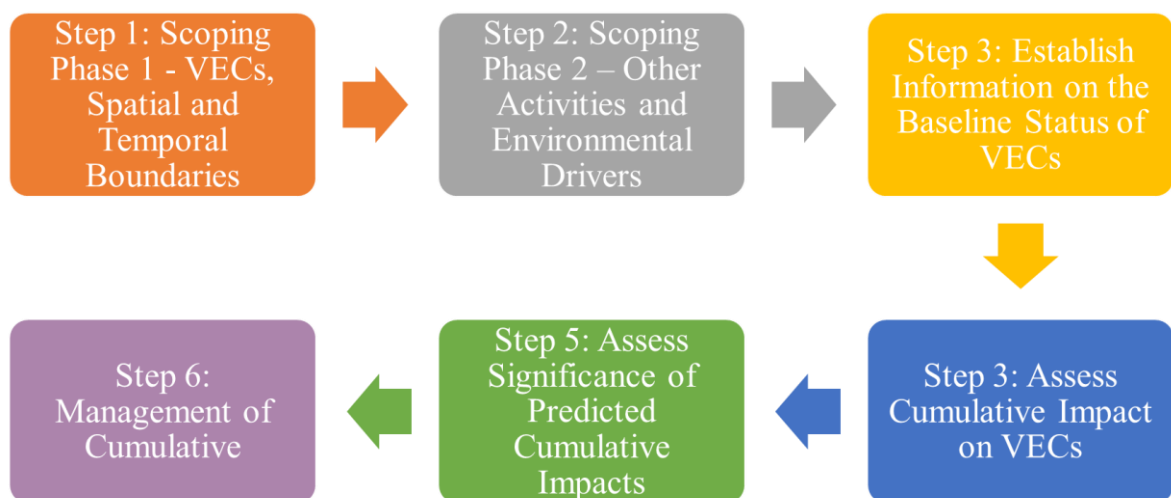 Step 1: Scoping
Phase 1 - VECs,
Spatial and
Temporal
Boundaries
Step 2: Scoping
Phase 2 – Other
Activities and
Environmental
Drivers
Step 3: Establish
Information on the
Baseline Status of
VECs
Step 3: Assess
Cumulative Impact
on VECs
Step 5: Assess
Significance of
Predicted
Cumulative
Impacts
Step 6:
Management of
Cumulative